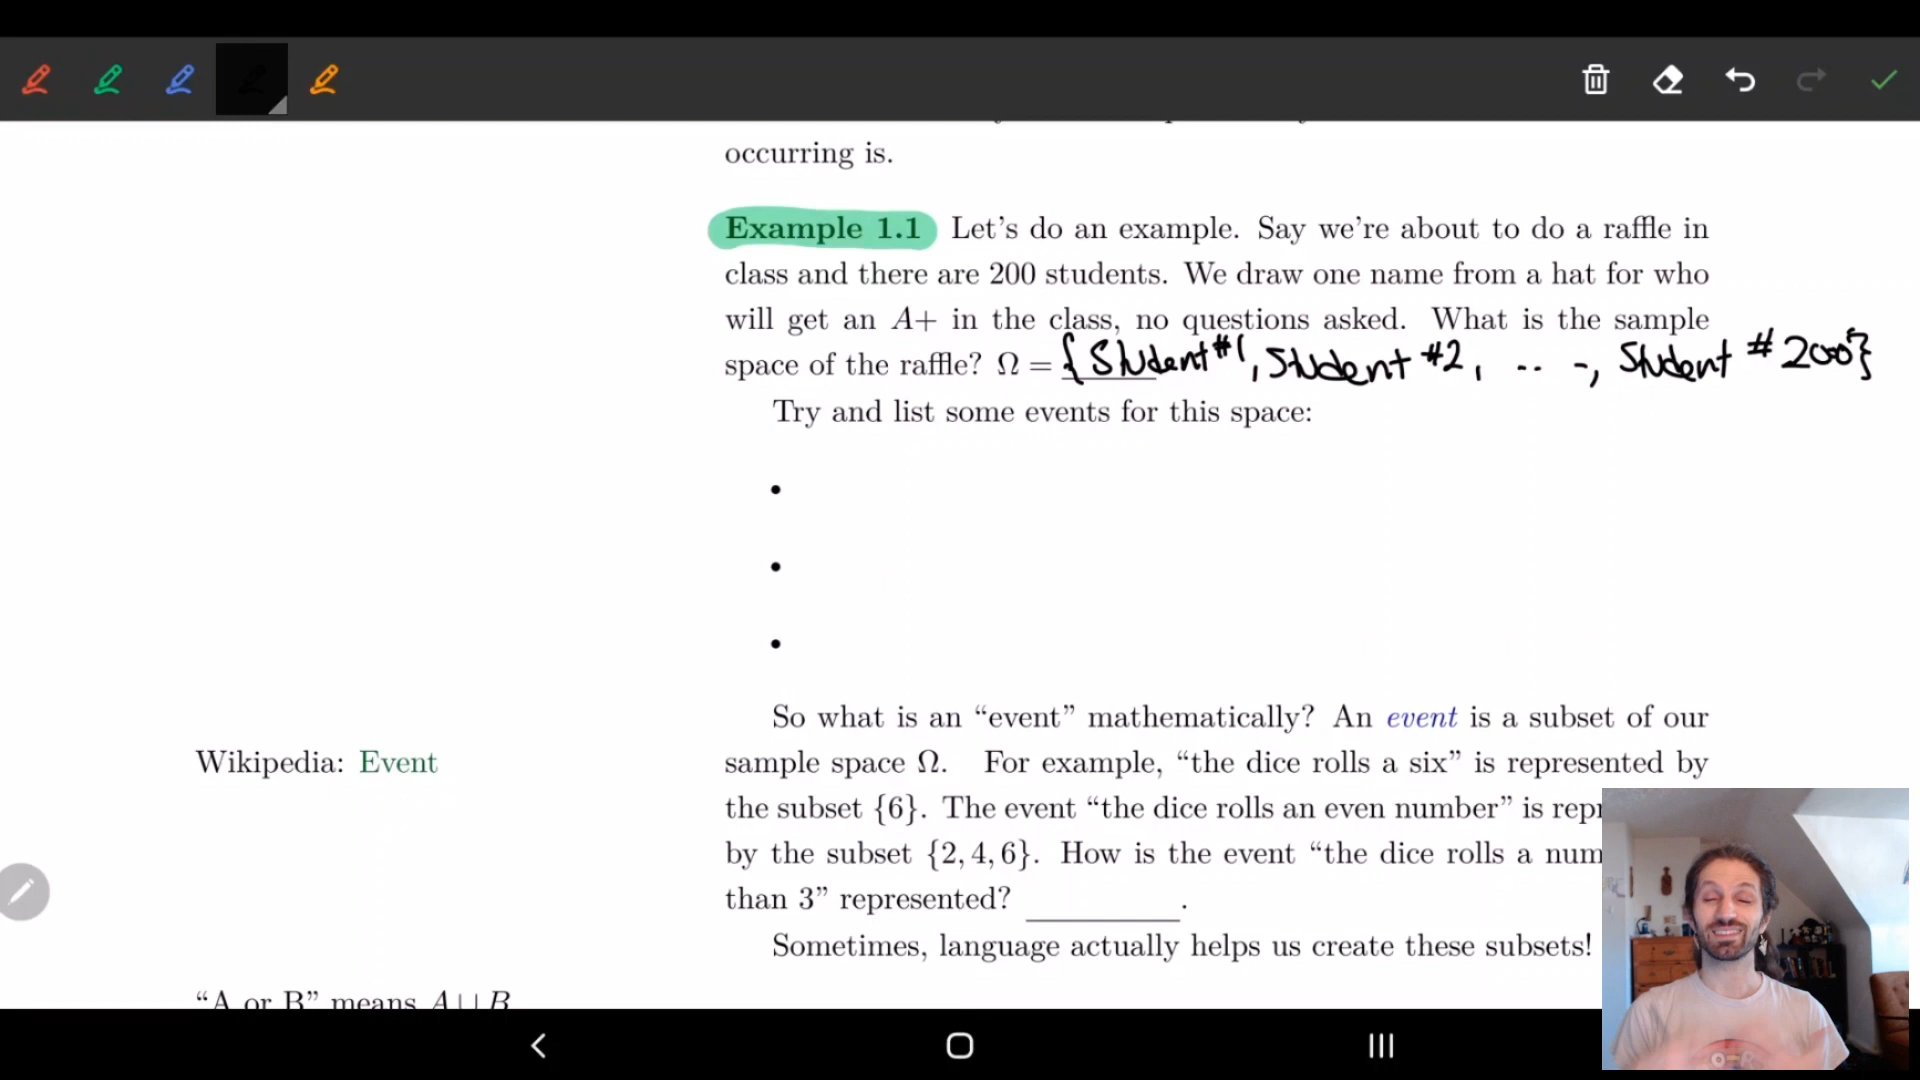 occurring is.
Example 1.1 Let's do an example. Say we're about to do a raffle in
class and there are 200 students. We draw one name from a hat for who
will get an A+ in the class, no questions asked. What is the sample
space of the raffle? Ω = {Student #1, Student #2, .. -, Student #200}
Try and list some events for this space:
•
•
•
So what is an “event” mathematically? An event is a subset of our
Wikipedia: Event
sample space Ω. For example, “the dice rolls a six” is represented by
the subset {6}. The event “the dice rolls an even number” is
by the subset {2, 4, 6}. How is the event “the dice rolls a
than 3” represented? ________.
Sometimes, language actually helps us create these subsets!
“A or B” means A ∪ B